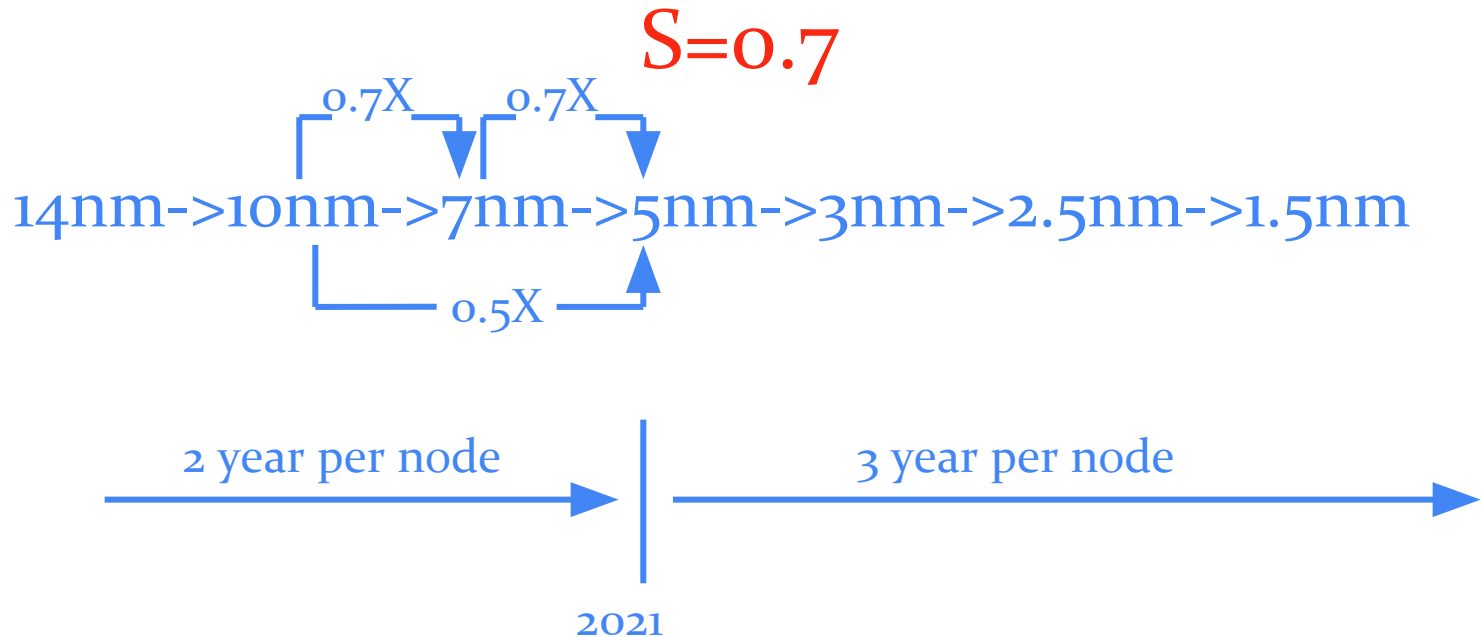 S=0.7
0.7X 0.7X
14nm->10nm->7nm->5nm->3nm->2.5nm->1.5nm
0.5X
2 year per node 3 year per node
2021